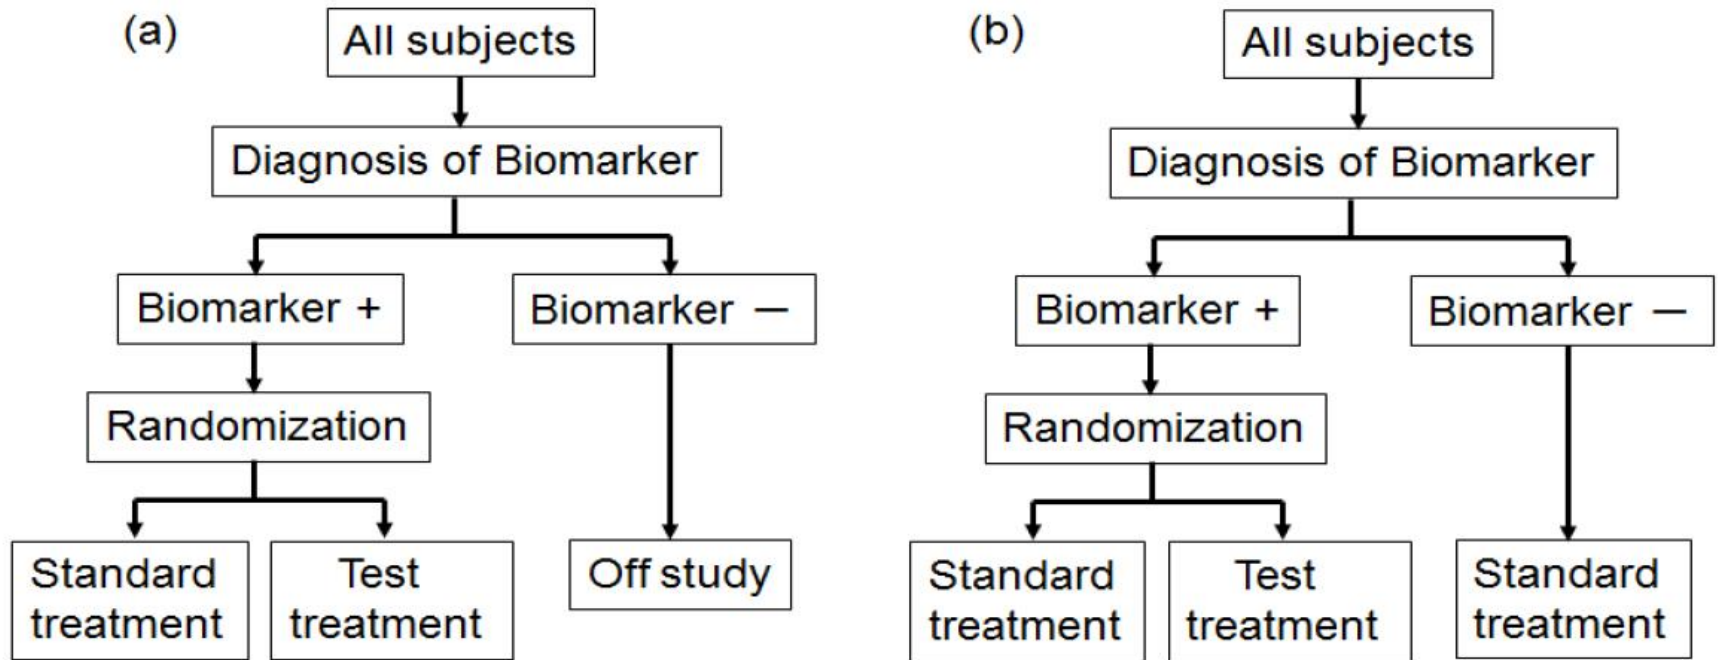 (a)
All subjects
Diagnosis of Biomarker
Biomarker +
Biomarker —
Randomization
Standard
treatment
Test
treatment
Off study
(b)
All subjects
Diagnosis of Biomarker
Biomarker +
Biomarker —
Randomization
Standard
treatment
Test
treatment
Standard
treatment